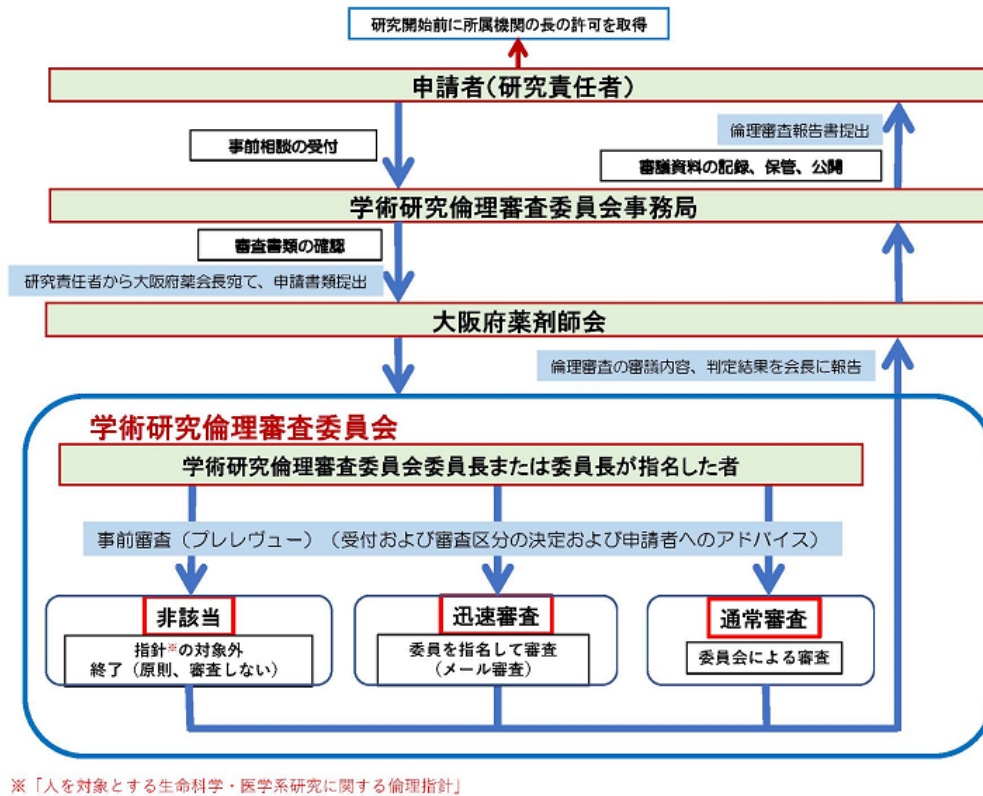 研究開始前に所属機関の長の許可を取得
申請者(研究責任者)
事前相談の受付
倫理審査報告書提出
審議資料の記録、保管、公開
学術研究倫理審査委員会事務局
審査書類の確認
研究責任者から大阪府薬会長宛て、申請書類提出
大阪府薬剤師会
倫理審査の審議内容、判定結果を会長に報告
学術研究倫理審査委員会
学術研究倫理審査委員会委員長または委員長が指名した者
事前審査(プレレヴュー)(受付および審査区分の決定および申請者へのアドバイス)
非該当
指針※の対象外
終了(原則、審査しない)
迅速審査
委員を指名して審査
(メール審査)
通常審査
委員会による審査
※「人を対象とする生命科学・医学系研究に関する倫理指針」